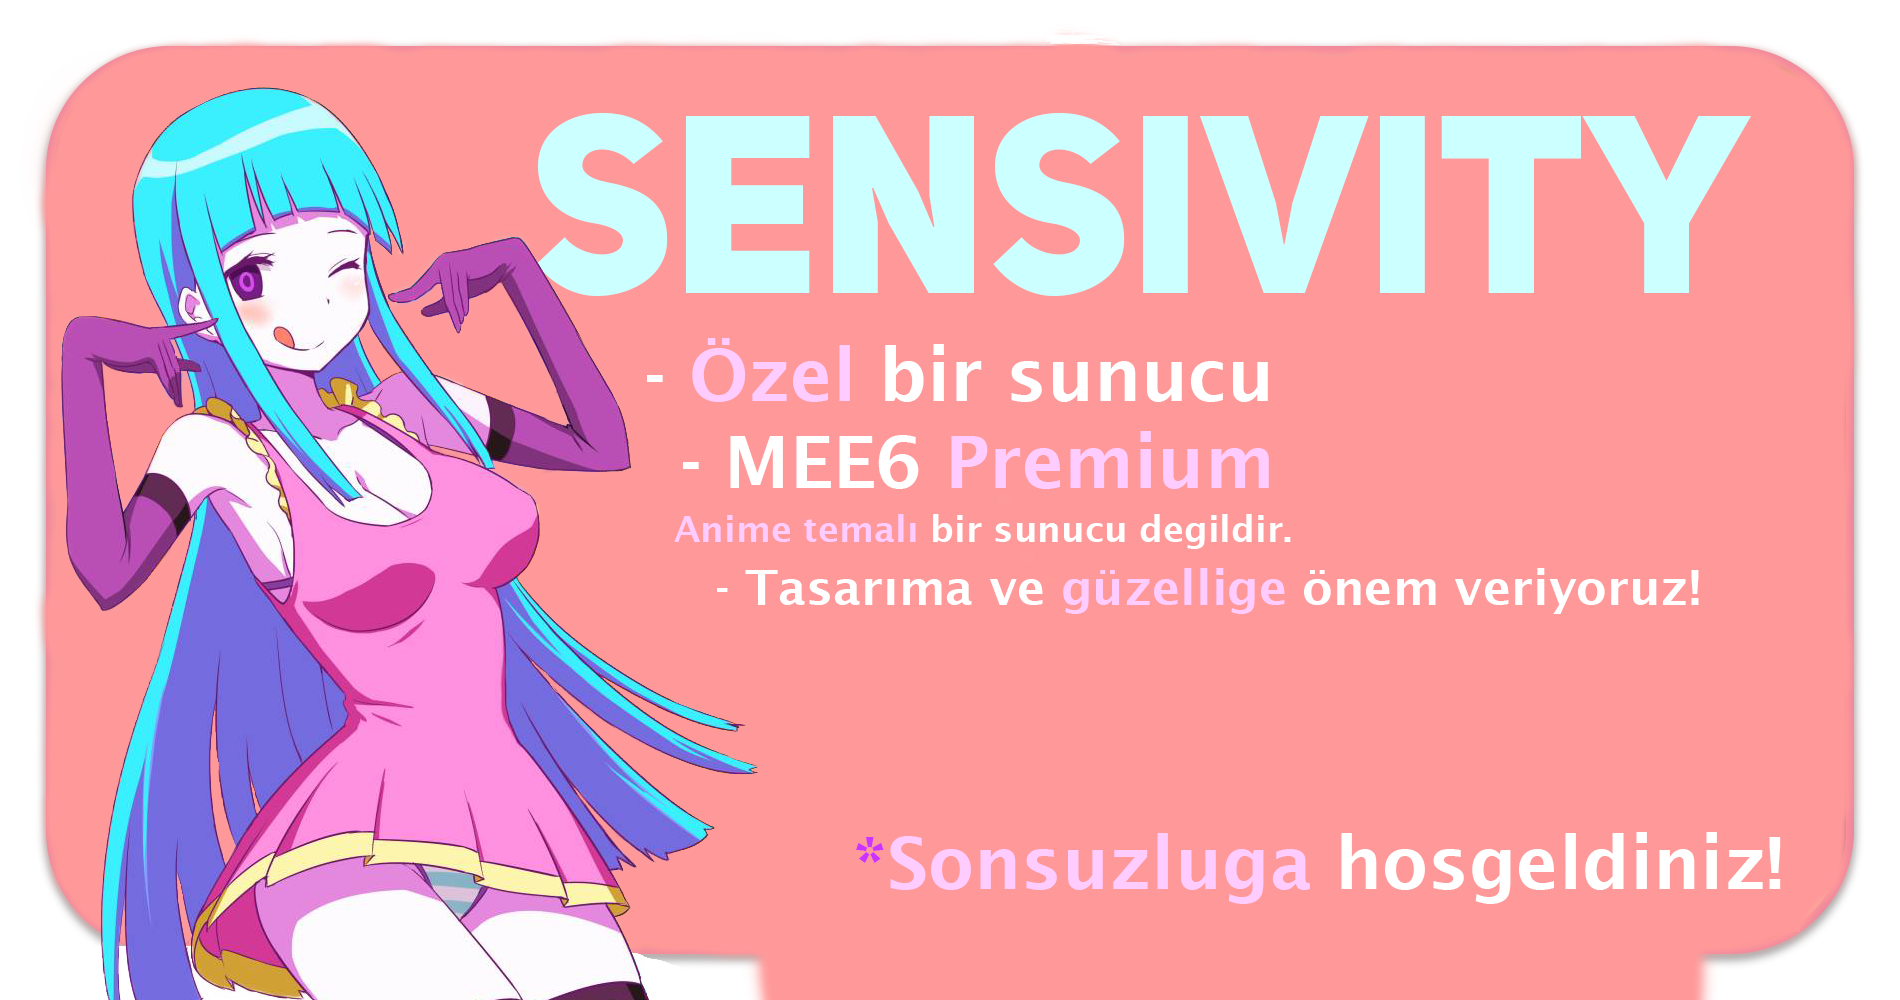 SENSIVITY
- Özel bir sunucu
- MEE6 Premium
Anime temalı bir sunucu degildir.
- Tasarıma ve güzellige önem veriyoruz!
*Sonsuzluga hosgeldiniz!